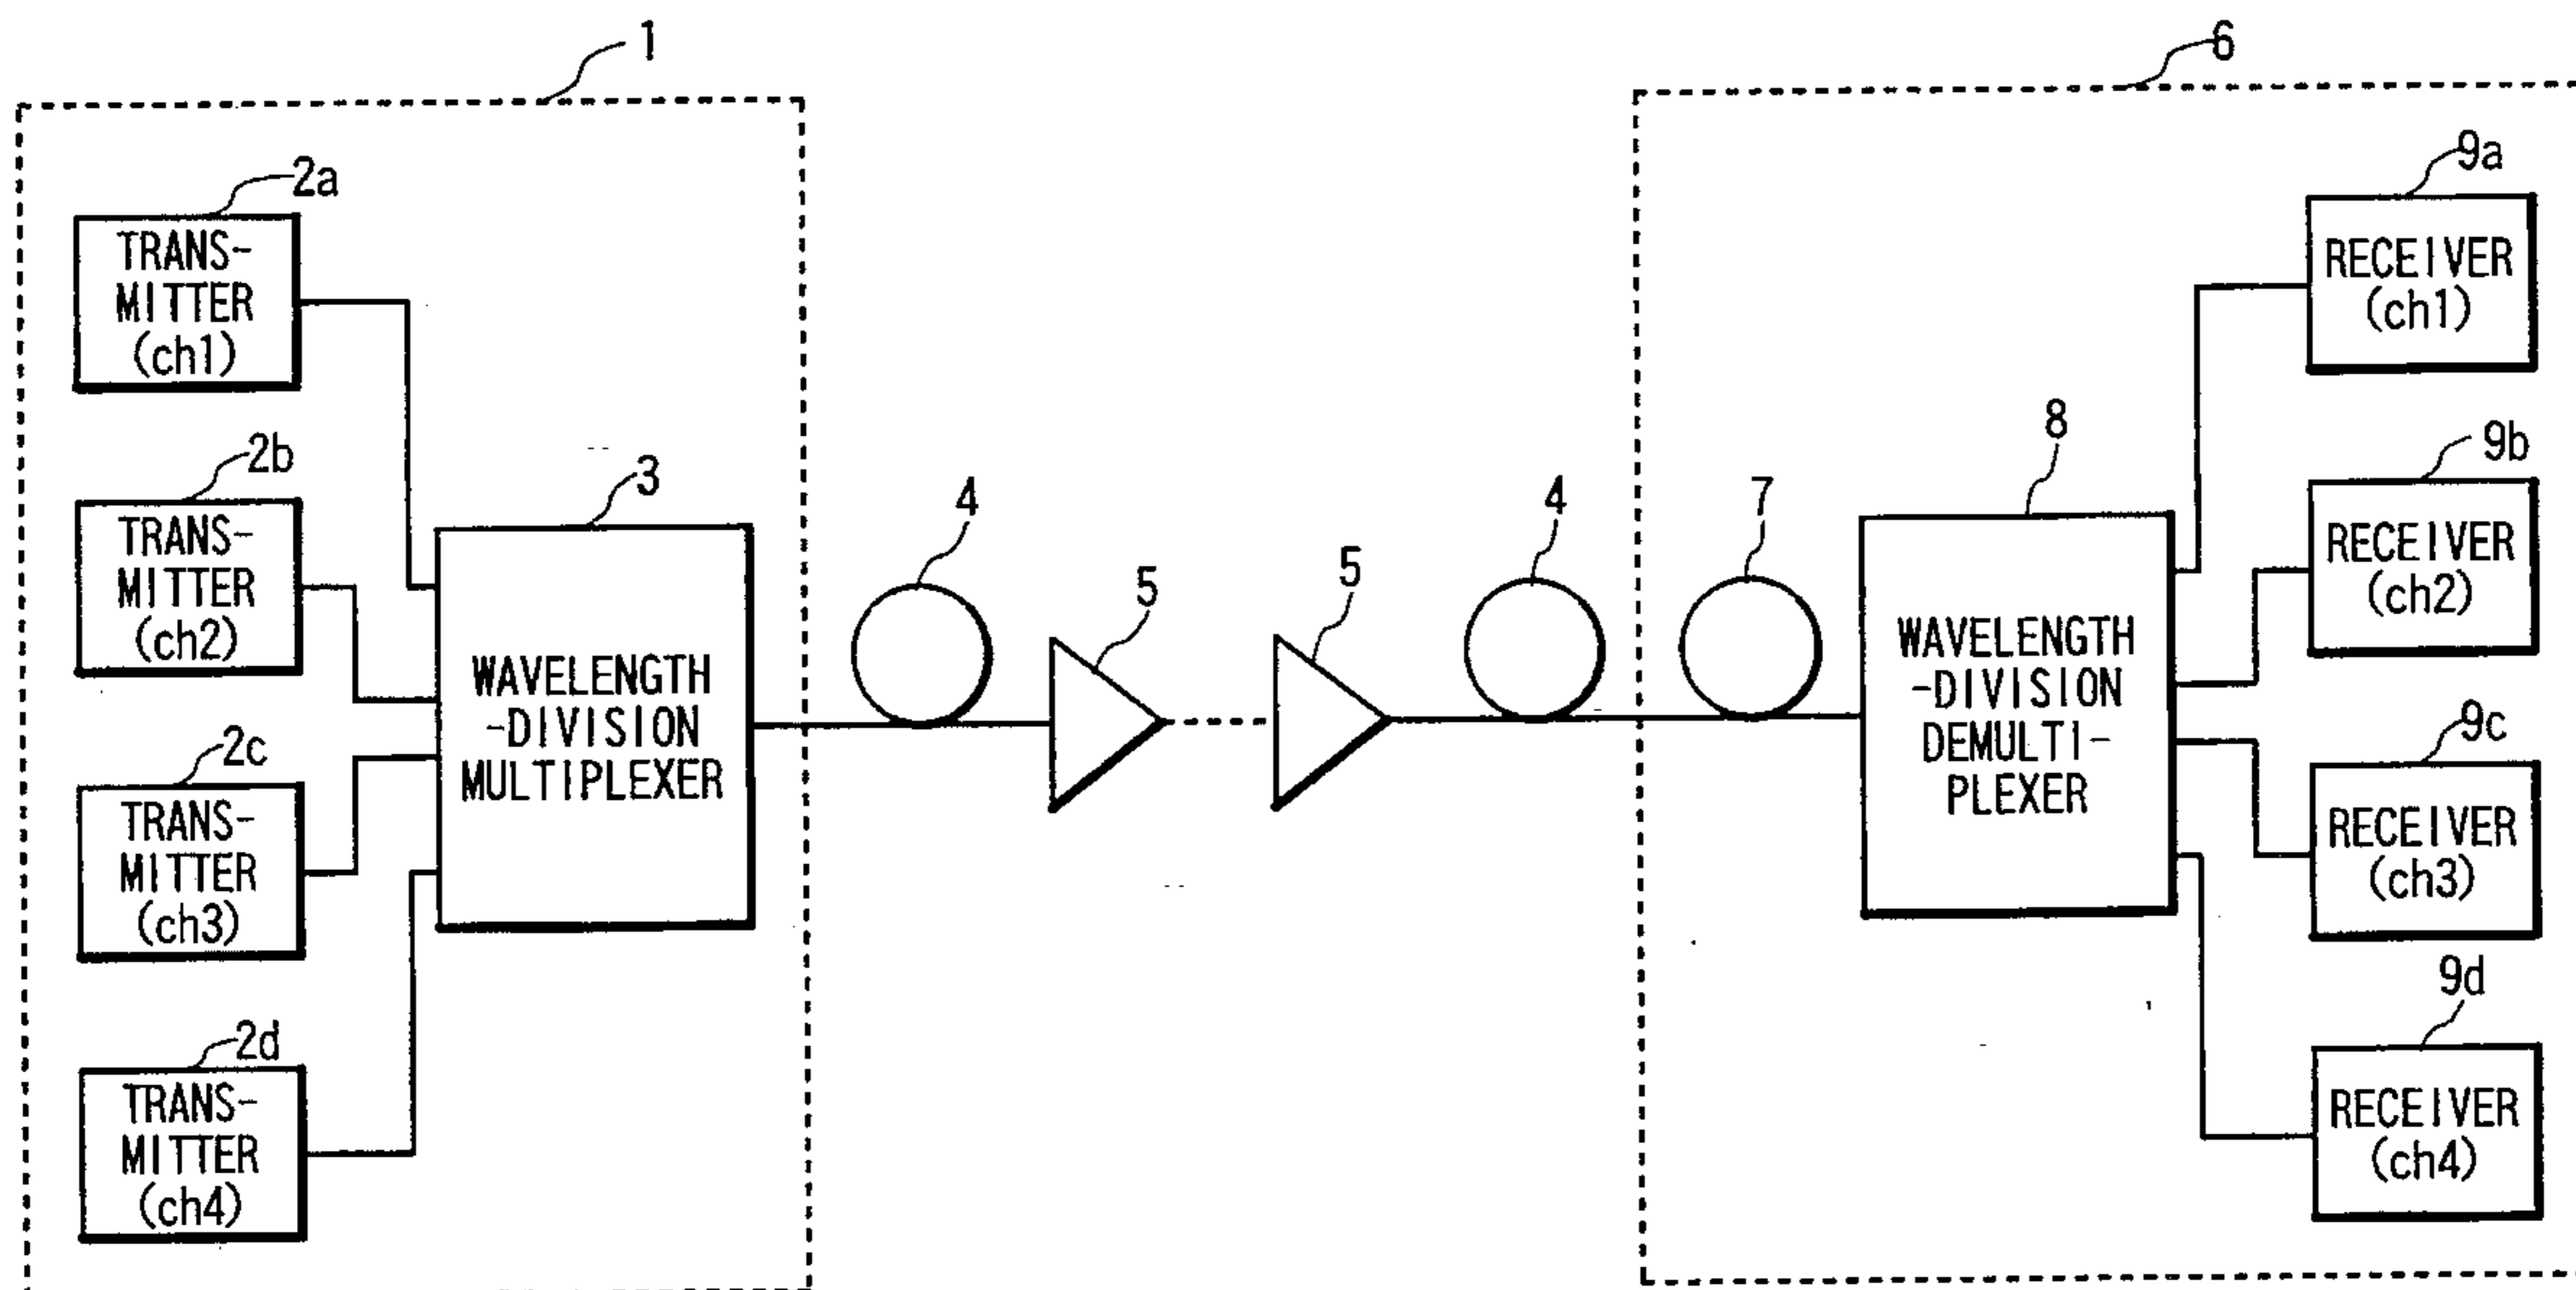 1
6
2a
TRANS-
MITTER
(ch1)
2b
TRANS-
MITTER
(ch2)
2c
TRANS-
MITTER
(ch3)
2d
TRANS-
MITTER
(ch4)
3
WAVELENGTH
-DIVISION
MULTIPLEXER
4
5
5
4
7
8
WAVELENGTH
-DIVISION
DEMULTI-
PLEXER
9a
RECEIVER
(ch1)
9b
RECEIVER
(ch2)
9c
RECEIVER
(ch3)
9d
RECEIVER
(ch4)